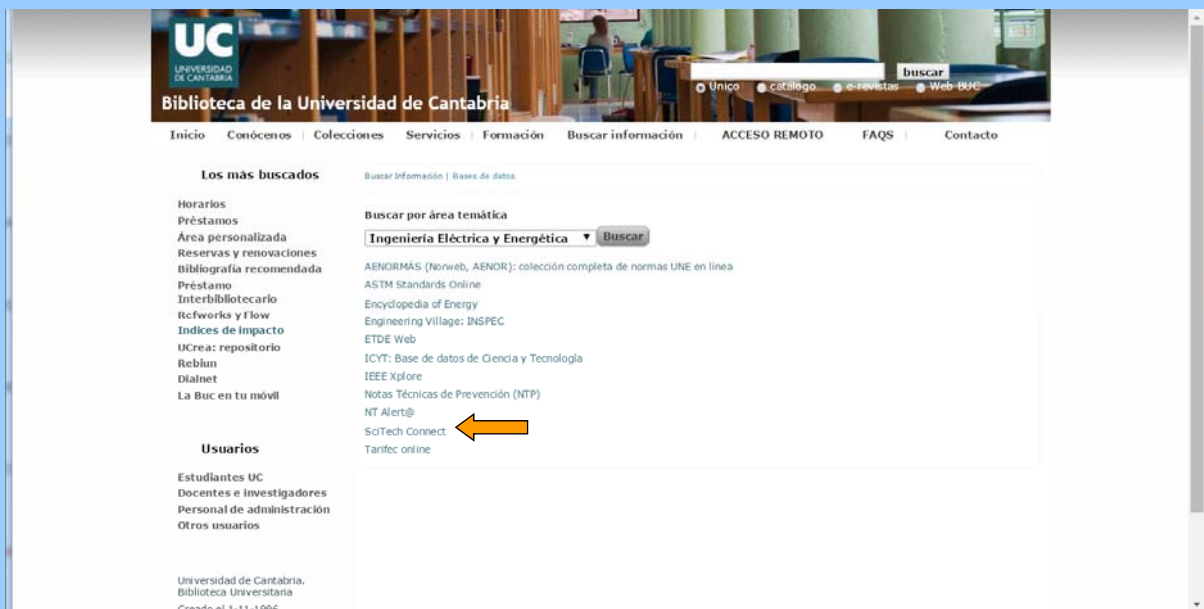 UC
UNIVERSIDAD
DE CANTABRIA
buscar
Único catálogo e-revistas Web BUC
Biblioteca de la Universidad de Cantabria
Inicio Conócenos Colecciones Servicios Formación Buscar información ACCESO REMOTO FAQS Contacto
Los más buscados
Horarios
Préstamos
Área personalizada
Reservas y renovaciones
Bibliografía recomendada
Préstamo
Interbibliotecario
Refworks y Flow
Indices de impacto
UCrea: repositorio
Rebiun
Dialnet
La Buc en tu móvil
Usuarios
Estudiantes UC
Docentes e investigadores
Personal de administración
Otros usuarios
Universidad de Cantabria.
Biblioteca Universitaria
Creado el 1-11-1996
Buscar Información | Bases de datos
Buscar por área temática
Ingeniería Eléctrica y Energética Buscar
AENORMÁS (Norweb, AENOR): colección completa de normas UNE en línea
ASTM Standards Online
Encyclopedia of Energy
Engineering Village: INSPEC
ETDE Web
ICYT: Base de datos de Ciencia y Tecnología
IEEE Xplore
Notas Técnicas de Prevención (NTP)
NT Alert@
SciTech Connect
Tarifec online